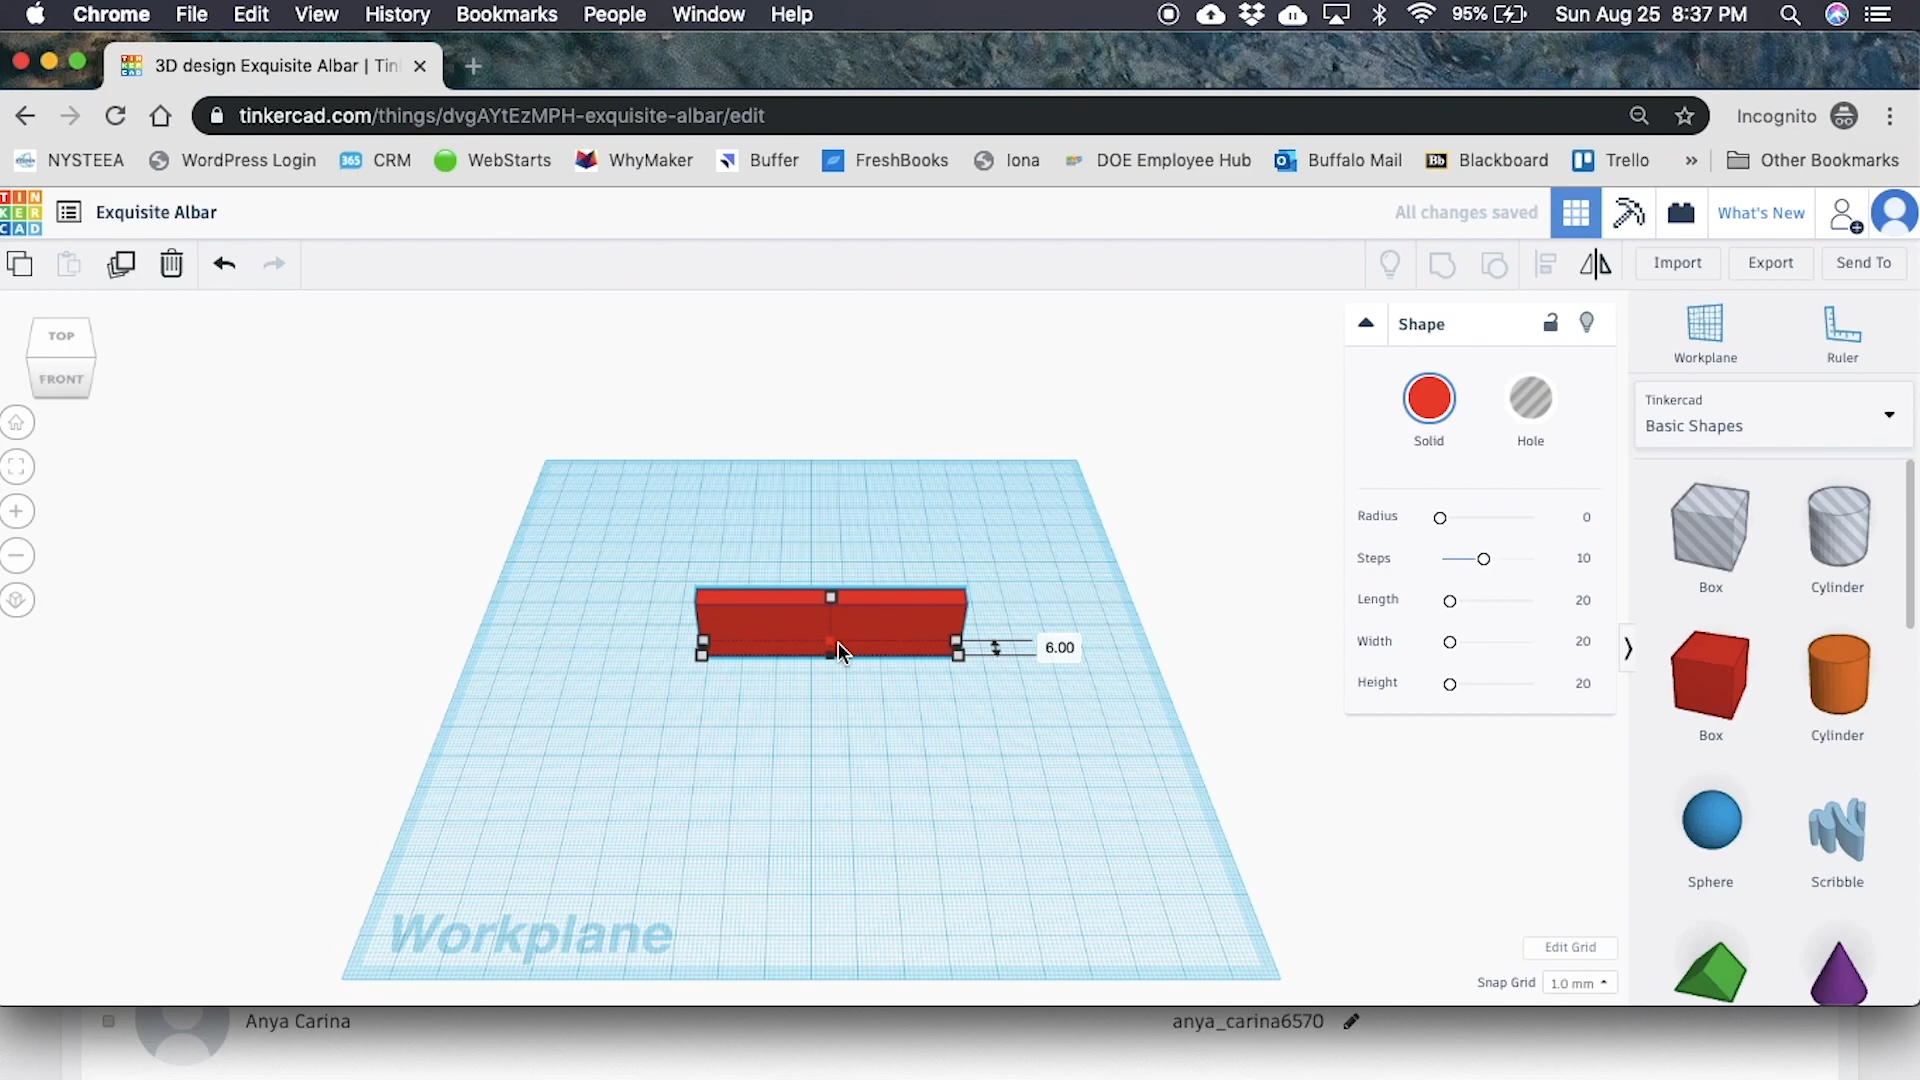 Chrome File Edit View History Bookmarks People Window Help 95% Sun Aug 25 8:37 PM
3D design Exquisite Albar | Tin
tinkercad.com/things/dvgAYtEzMPH-exquisite-albar/edit Incognito
NYSTEEA WordPress Login 365 CRM WebStarts WhyMaker Buffer FreshBooks Iona DOE Employee Hub Buffalo Mail Bb Blackboard Trello » Other Bookmarks
TIN
KER
CAD
Exquisite Albar All changes saved What's New
Import Export Send To
TOP
FRONT
Shape
Solid Hole
Radius 0
Steps 10
Length 20
Width 20
Height 20
6.00
Workplane
Edit Grid
Snap Grid 1.0 mm
Workplane Ruler
Tinkercad
Basic Shapes
Box Cylinder
Box Cylinder
Sphere Scribble
Anya Carina anya_carina6570